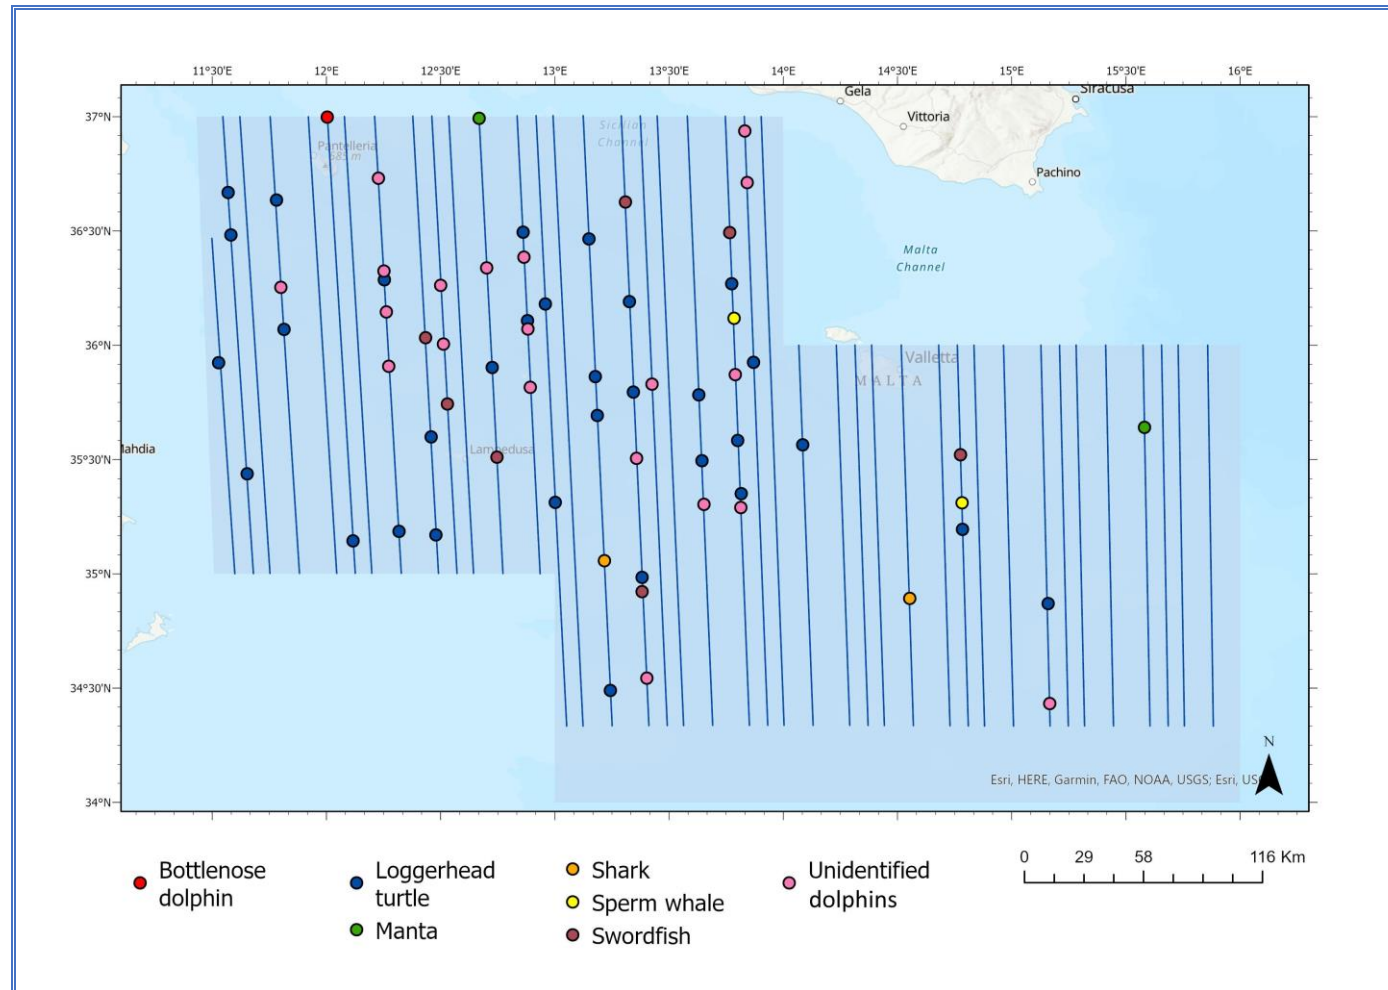 11°30'E 12°E 12°30'E 13°E 13°30'E 14°E 14°30'E 15°E 15°30'E 16°E
Gela
Siracusa
Vittoria
37°N
Sicilian
Channel
Pantelleria
685 m
Pachino
36°30'N
Malta
Channel
36°N
Valletta
MALTA
Mahdia
Lampedusa
35°30'N
35°N
34°30'N
N
Esri, HERE, Garmin, FAO, NOAA, USGS; Esri,
34°N
Bottlenose
dolphin
Loggerhead
turtle
Manta
Shark
Sperm whale
Swordfish
Unidentified
dolphins
0 29 58 116 Km